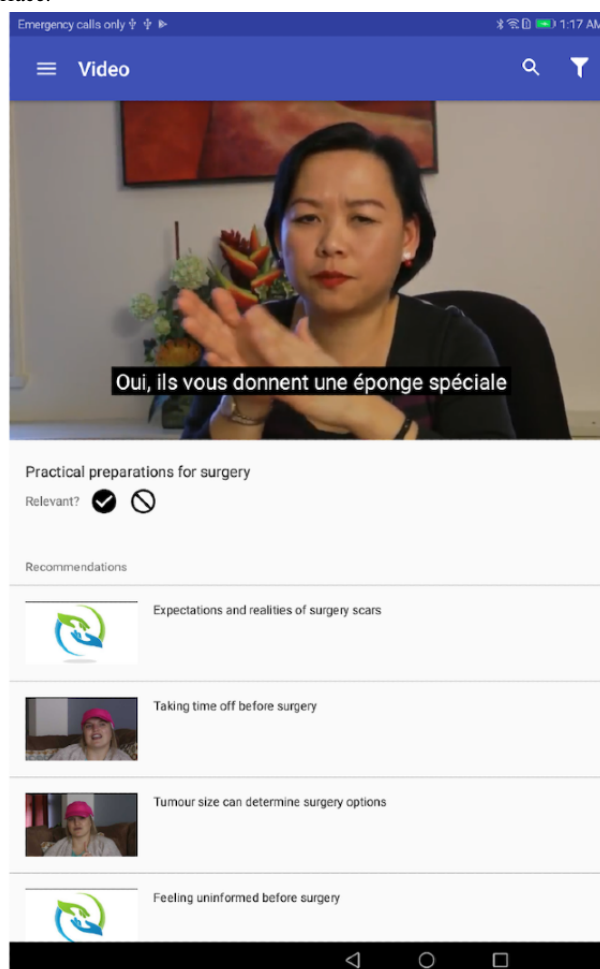 Emergency calls only
1:17 AM
Video
Oui, ils vous donnent une éponge spéciale
Practical preparations for surgery
Relevant?
Recommendations
Expectations and realities of surgery scars
Taking time off before surgery
Tumour size can determine surgery options
Feeling uninformed before surgery